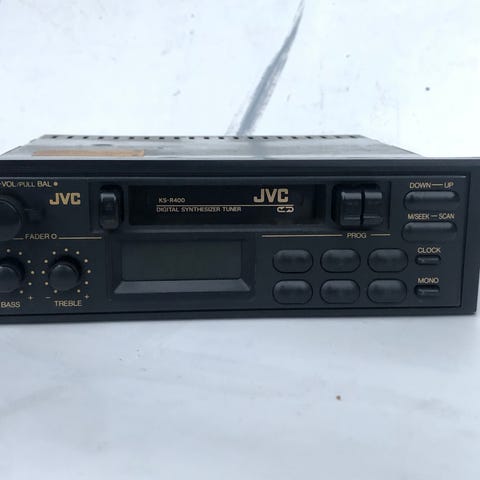 VOL/PULL BAL
JVC
KS-R400
DIGITAL SYNTHESIZER TUNER
JVC
DOWN UP
M/SEEK SCAN
FADER
PROG
CLOCK
BASS
- +
TREBLE
MONO